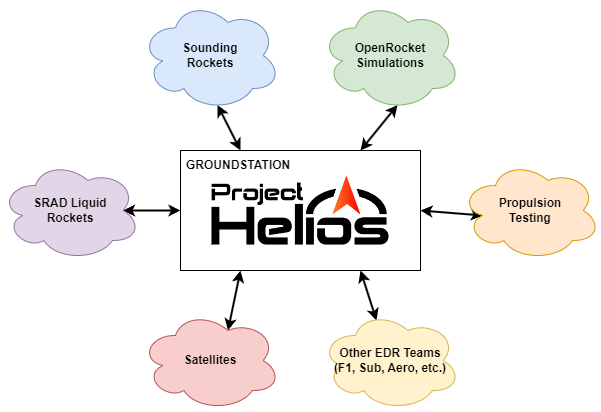 Sounding
Rockets
OpenRocket
Simulations
GROUNDSTATION
Project
Helios
SRAD Liquid
Rockets
Propulsion
Testing
Satellites
Other EDR Teams
(F1, Sub, Aero, etc.)